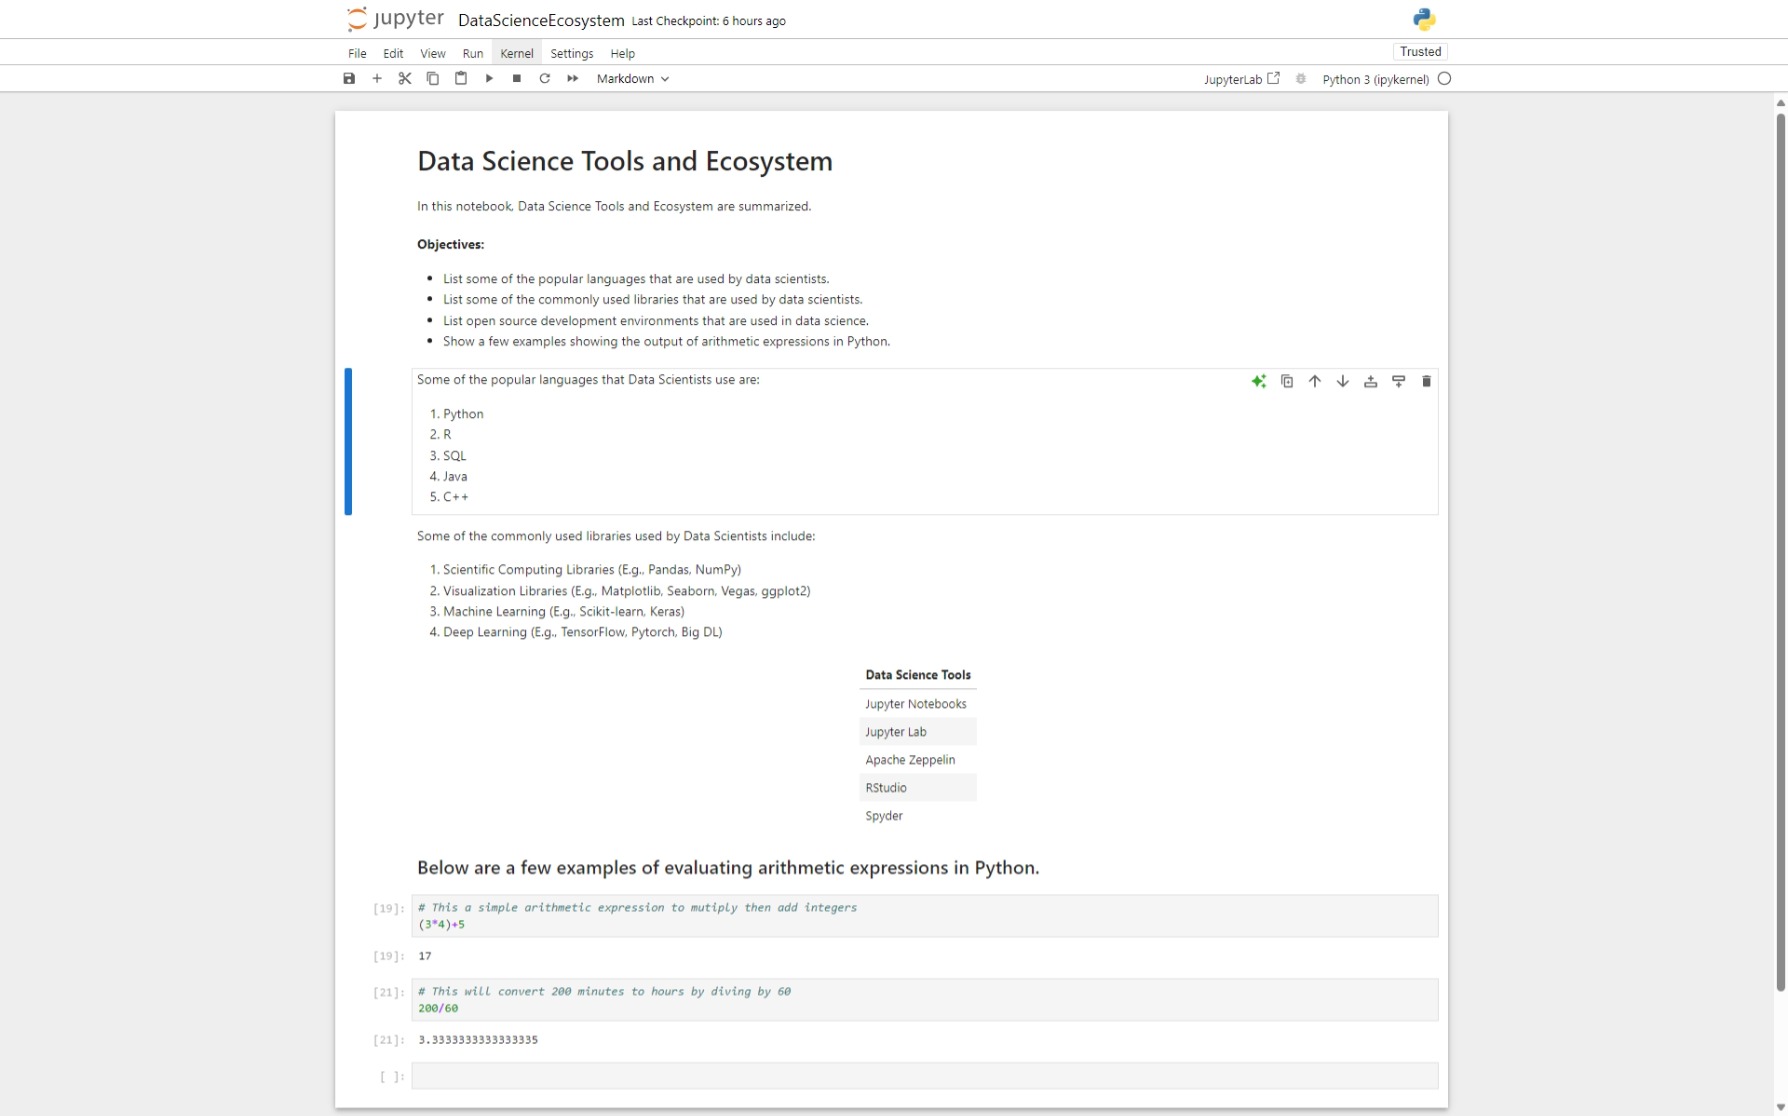 jupyter DataScienceEcosystem Last Checkpoint: 6 hours ago
File Edit View Run Kernel Settings Help
Trusted
Markdown
JupyterLab
Python 3 (ipykernel)
Data Science Tools and Ecosystem
In this notebook, Data Science Tools and Ecosystem are summarized.
Objectives:
• List some of the popular languages that are used by data scientists.
• List some of the commonly used libraries that are used by data scientists.
• List open source development environments that are used in data science.
• Show a few examples showing the output of arithmetic expressions in Python.
Some of the popular languages that Data Scientists use are:
1. Python
2. R
3. SQL
4. Java
5. C++
Some of the commonly used libraries used by Data Scientists include:
1. Scientific Computing Libraries (E.g., Pandas, NumPy)
2. Visualization Libraries (E.g., Matplotlib, Seaborn, Vegas, ggplot2)
3. Machine Learning (E.g., Scikit-learn, Keras)
4. Deep Learning (E.g., TensorFlow, Pytorch, Big DL)
Data Science Tools
Jupyter Notebooks
Jupyter Lab
Apache Zeppelin
RStudio
Spyder
Below are a few examples of evaluating arithmetic expressions in Python.
[19]: # This a simple arithmetic expression to mutiply then add integers
(3*4)+5
[19]: 17
[21]: # This will convert 200 minutes to hours by diving by 60
200/60
[21]: 3.3333333333333335
[ ]: